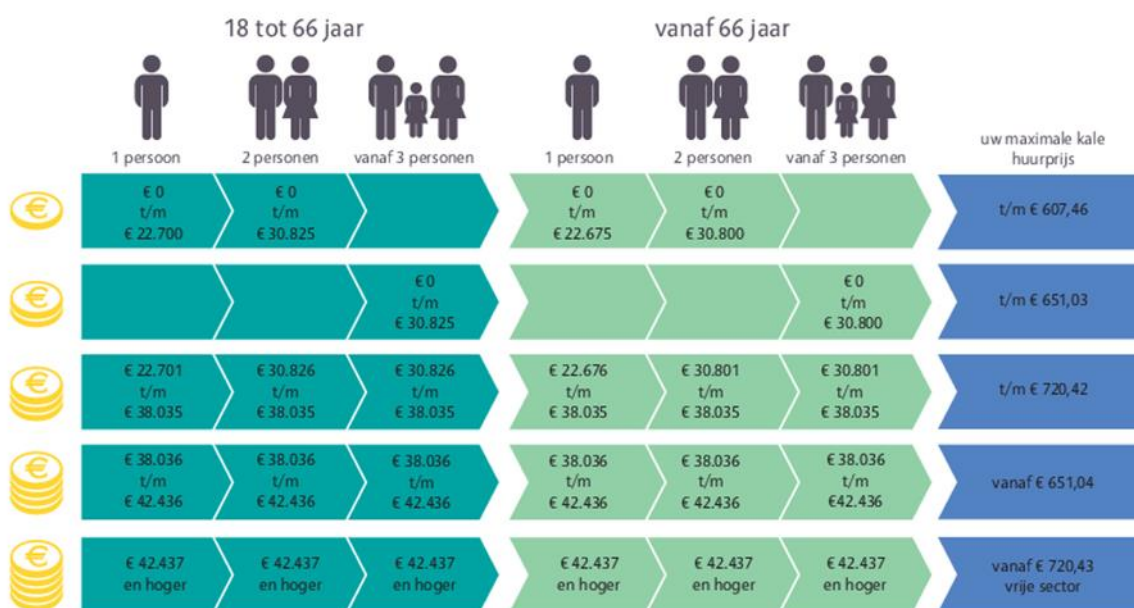 18 tot 66 jaar
vanaf 66 jaar
1 persoon
2 personen
vanaf 3 personen
1 persoon
2 personen
vanaf 3 personen
uw maximale kale
huurprijs
€ 0
t/m
€ 22.700
€ 0
t/m
€ 30.825
€ 0
t/m
€ 22.675
€ 0
t/m
€ 30.800
t/m € 607,46
€ 0
t/m
€ 30.825
€ 0
t/m
€ 30.800
t/m € 651,03
€ 22.701
t/m
€ 38.035
€ 30.826
t/m
€ 38.035
€ 30.826
t/m
€ 38.035
€ 22.676
t/m
€ 38.035
€ 30.801
t/m
€ 38.035
€ 30.801
t/m
€ 38.035
t/m € 720,42
€ 38.036
t/m
€ 42.436
€ 38.036
t/m
€ 42.436
€ 38.036
t/m
€ 42.436
€ 38.036
t/m
€ 42.436
€ 38.036
t/m
€ 42.436
€ 38.036
t/m
€42.436
vanaf € 651,04
€ 42.437
en hoger
€ 42.437
en hoger
€ 42.437
en hoger
€ 42.437
en hoger
€ 42.437
en hoger
€ 42.437
en hoger
vanaf € 720,43
vrije sector